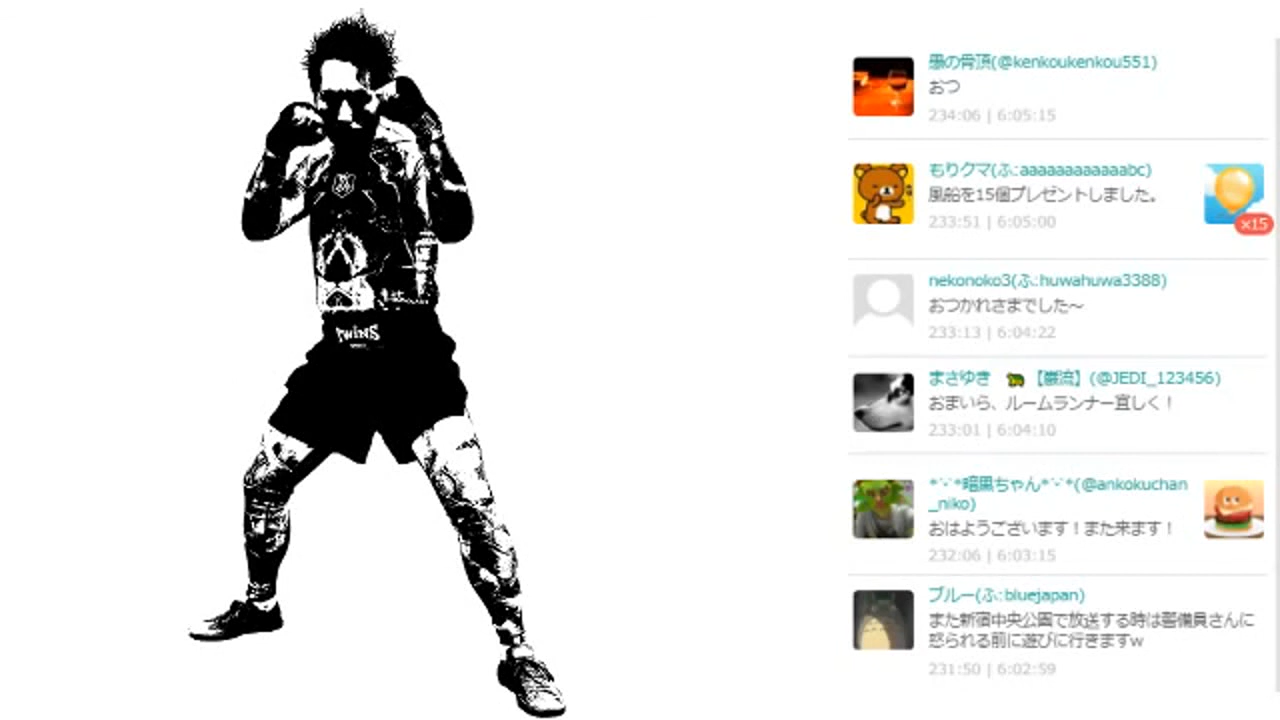 TWINS
愚の骨頂(@kenkoukenkou551)
おつ
234:06 | 6:05:15
もりクマ(ふ:aaaaaaaaaaaaabc)
風船を15個プレゼントしました。
×15
233:51 | 6:05:00
nekonoko3(ふ:huwahuwa3388)
おつかれさまでした～
233:13 | 6:04:22
まさゆき 🐢【巌流】(@JEDI_123456)
おまいら、ルームランナー宜しく！
233:01 | 6:04:10
*´-`*暗黒ちゃん*´-`*(@ankokuchan
_niko)
おはようございます！また来ます！
232:06 | 6:03:15
ブルー(ふ:bluejapan)
また新宿中央公園で放送する時は警備員さんに
怒られる前に遊びに行きますw
231:50 | 6:02:59